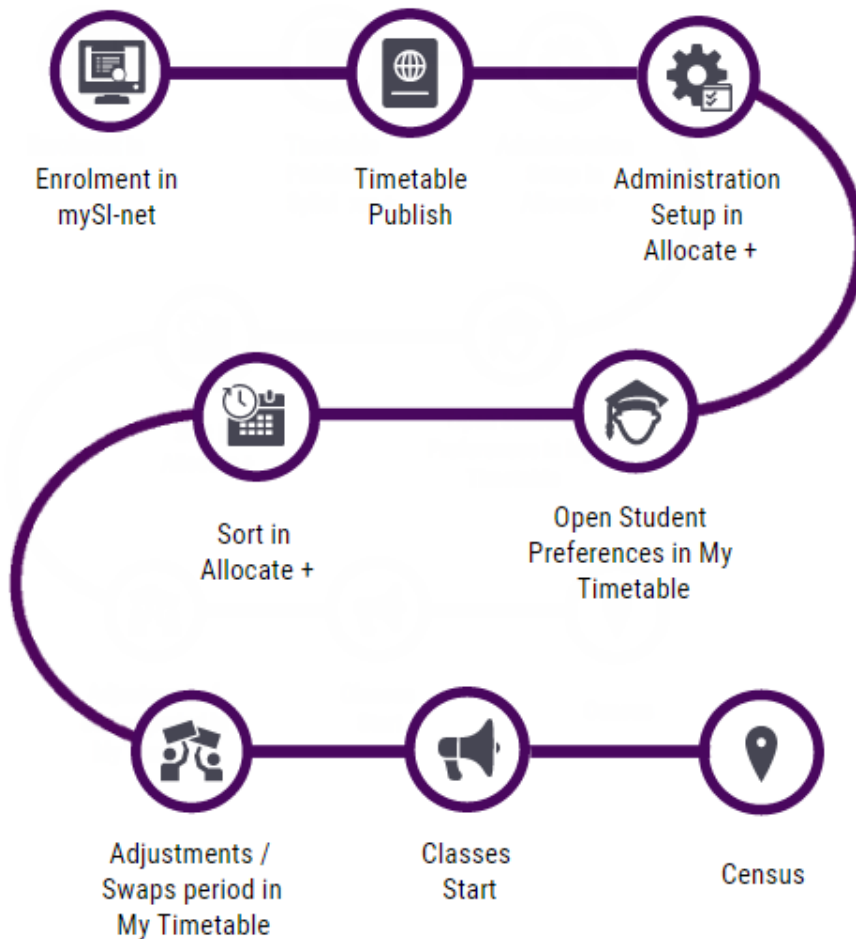 Enrolment in
mySI-net
Timetable
Publish
Administration
Setup in
Allocate +
Open Student
Preferences in My
Timetable
Sort in
Allocate +
Adjustments /
Swaps period in
My Timetable
Classes
Start
Census